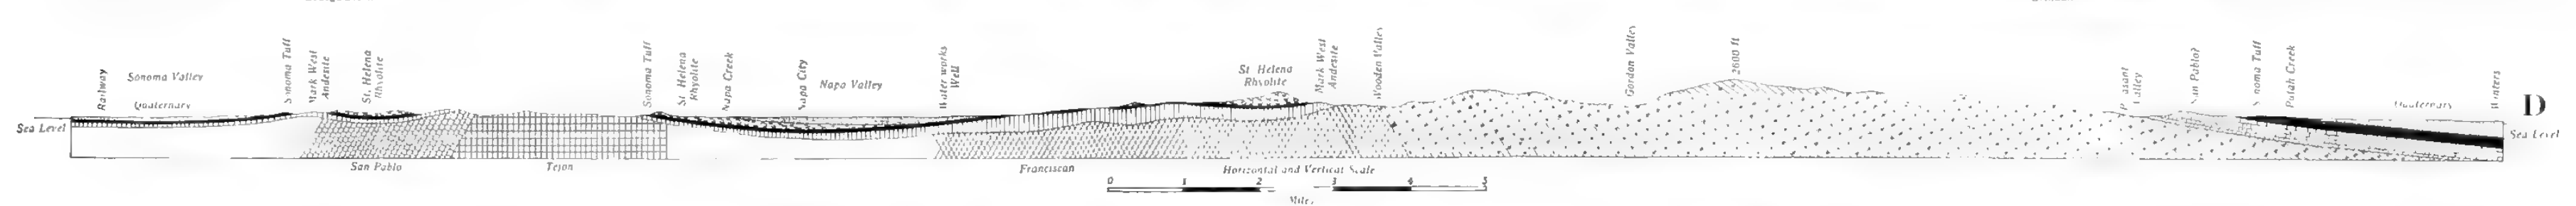 Railway
Sonoma Valley
Quaternary
Sonoma Tuff
Mark West
Andesite
St. Helena
Rhyolite
Sonoma Tuff
St Helena
Rhyolite
Napa Creek
Napa City
Napa Valley
Water works
Well
St Helena
Rhyolite
Mark West
Andesite
Wooden Valley
Gordon Valley
2600 ft
Pleasant
Valley
San Pablo?
Sonoma Tuff
Putah Creek
Quaternary
Winters
D
Sea Level
Sea Level
San Pablo
Tejon
Franciscan
Horizontal and Vertical Scale
0 1 2 3 4 5
Miles